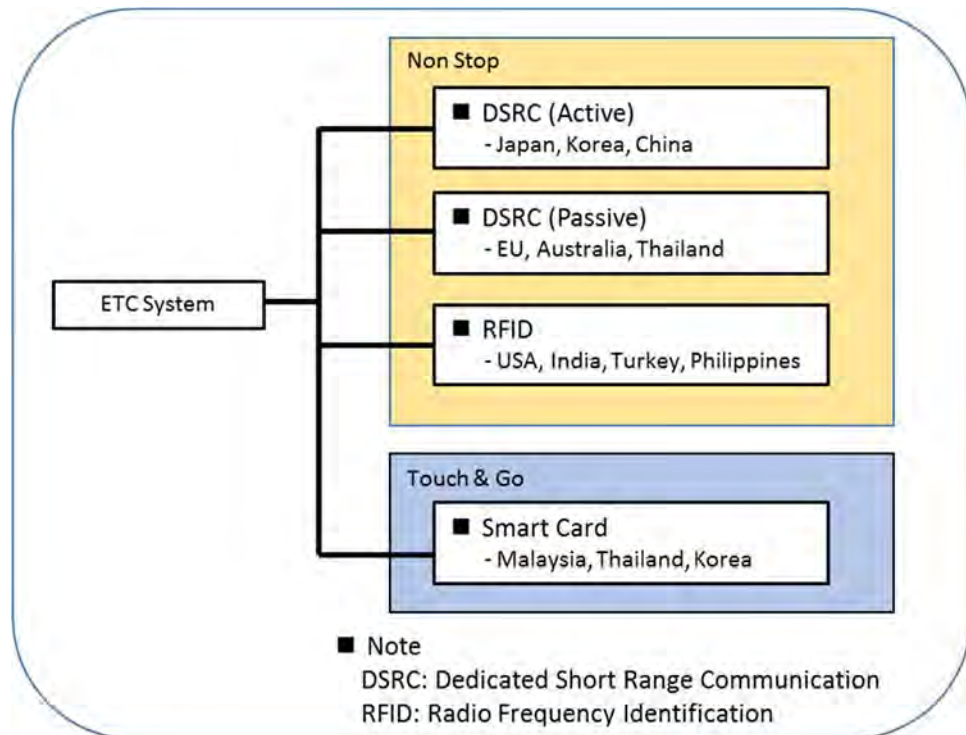 Non Stop
■ DSRC (Active)
- Japan, Korea, China
■ DSRC (Passive)
- EU, Australia, Thailand
ETC System
■ RFID
- USA, India, Turkey, Philippines
Touch & Go
■ Smart Card
- Malaysia, Thailand, Korea
■ Note
DSRC: Dedicated Short Range Communication
RFID: Radio Frequency Identification